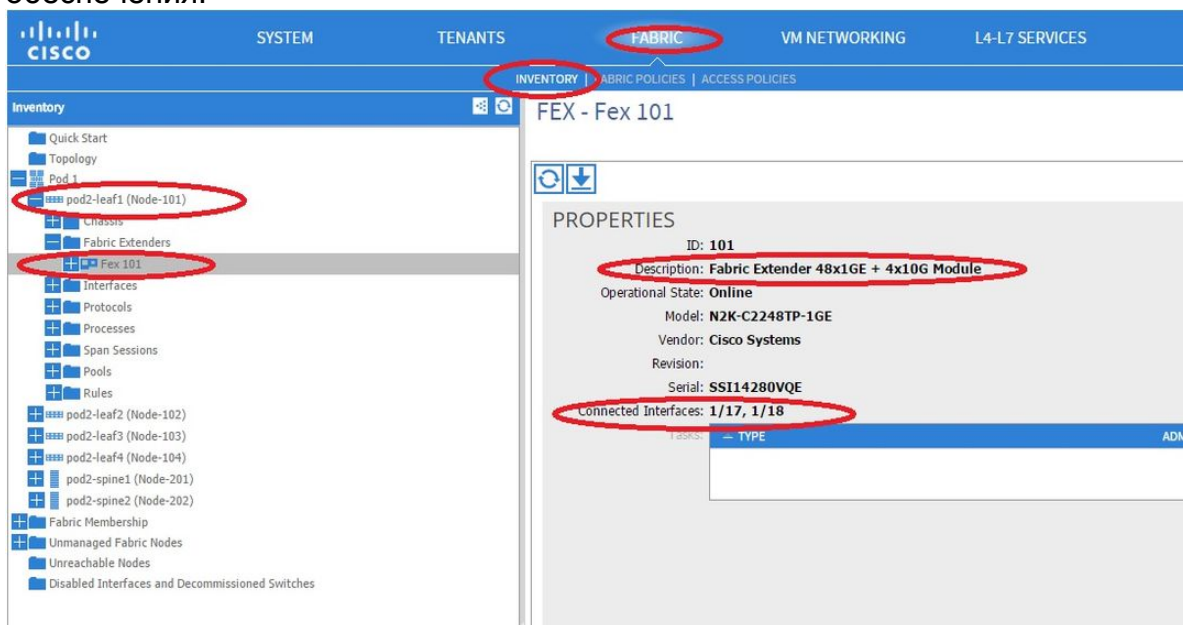 обеспечения.
CISCO
SYSTEM TENANTS FABRIC VM NETWORKING L4-L7 SERVICES
INVENTORY | FABRIC POLICIES | ACCESS POLICIES
Inventory
Quick Start
Topology
Pod 1
pod2-leaf1 (Node-101)
Chassis
Fabric Extenders
Fex 101
Interfaces
Protocols
Processes
Span Sessions
Pools
Rules
pod2-leaf2 (Node-102)
pod2-leaf3 (Node-103)
pod2-leaf4 (Node-104)
pod2-spine1 (Node-201)
pod2-spine2 (Node-202)
Fabric Membership
Unmanaged Fabric Nodes
Unreachable Nodes
Disabled Interfaces and Decommissioned Switches
FEX - Fex 101
PROPERTIES
ID: 101
Description: Fabric Extender 48x1GE + 4x10G Module
Operational State: Online
Model: N2K-C2248TP-1GE
Vendor: Cisco Systems
Revision:
Serial: SSI14280VQE
Connected Interfaces: 1/17, 1/18
Tasks: TYPE ADM